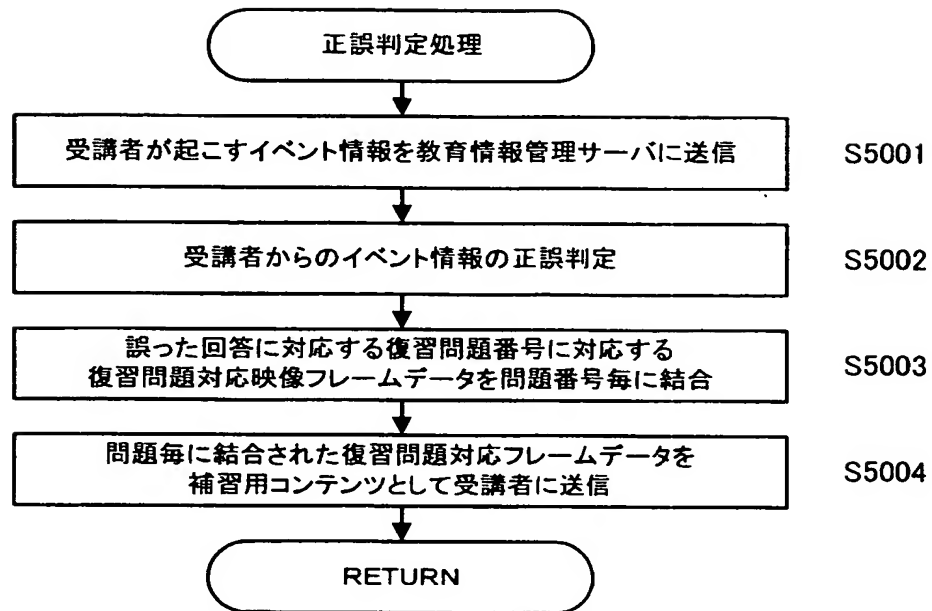 正誤判定処理
受講者が起こすイベント情報を教育情報管理サーバに送信
S5001
受講者からのイベント情報の正誤判定
S5002
誤った回答に対応する復習問題番号に対応する
復習問題対応映像フレームデータを問題番号毎に結合
S5003
問題毎に結合された復習問題対応フレームデータを
補習用コンテンツとして受講者に送信
S5004
RETURN